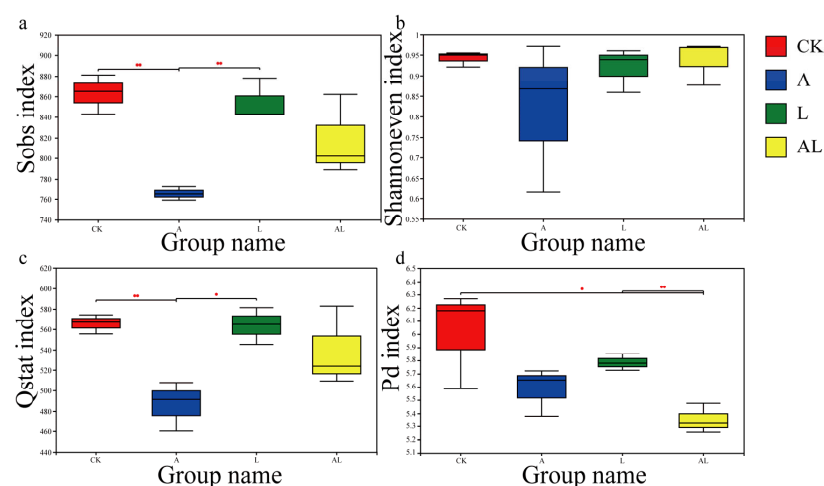 a
920
900
880
860
840
820
800
780
760
740
Sobs index
** **
CK A L AL
Group name
b
1
0.95
0.9
0.85
0.8
0.75
0.7
0.65
0.6
0.55
Shannoneven index
CK A L AL
Group name
CK
A
L
AL
c
620
600
580
560
540
520
500
480
460
440
Qstat index
** *
CK A L AL
Group name
d
6.5
6.4
6.3
6.2
6.1
6
5.9
5.8
5.7
5.6
5.5
5.4
5.3
5.2
5.1
Pd index
* **
CK A L AL
Group name